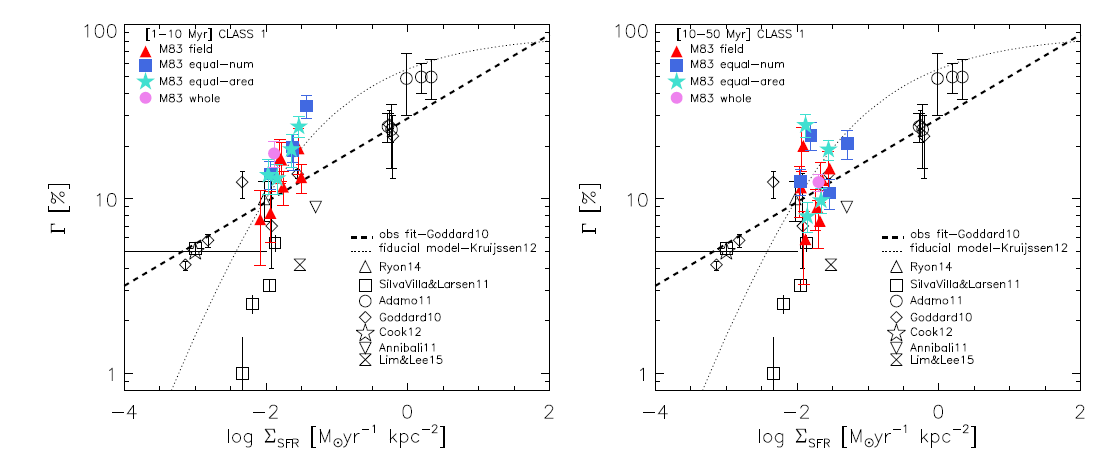 [1-10 Myr] CLASS 1
M83 field
M83 equal-num
M83 equal-area
M83 whole
obs fit-Goddard10
fiducial model-Kruijssen12
Ryon14
SilvaVilla&Larsen11
Adamo11
Goddard10
Cook12
Annibali11
Lim&Lee15
100
10
1
Γ [%]
-4
-2
0
2
log Σ_SFR [M⊙yr⁻¹ kpc⁻²]
[10-50 Myr] CLASS 1
M83 field
M83 equal-num
M83 equal-area
M83 whole
obs fit-Goddard10
fiducial model-Kruijssen12
Ryon14
SilvaVilla&Larsen11
Adamo11
Goddard10
Cook12
Annibali11
Lim&Lee15
100
10
1
Γ [%]
-4
-2
0
2
log Σ_SFR [M⊙yr⁻¹ kpc⁻²]